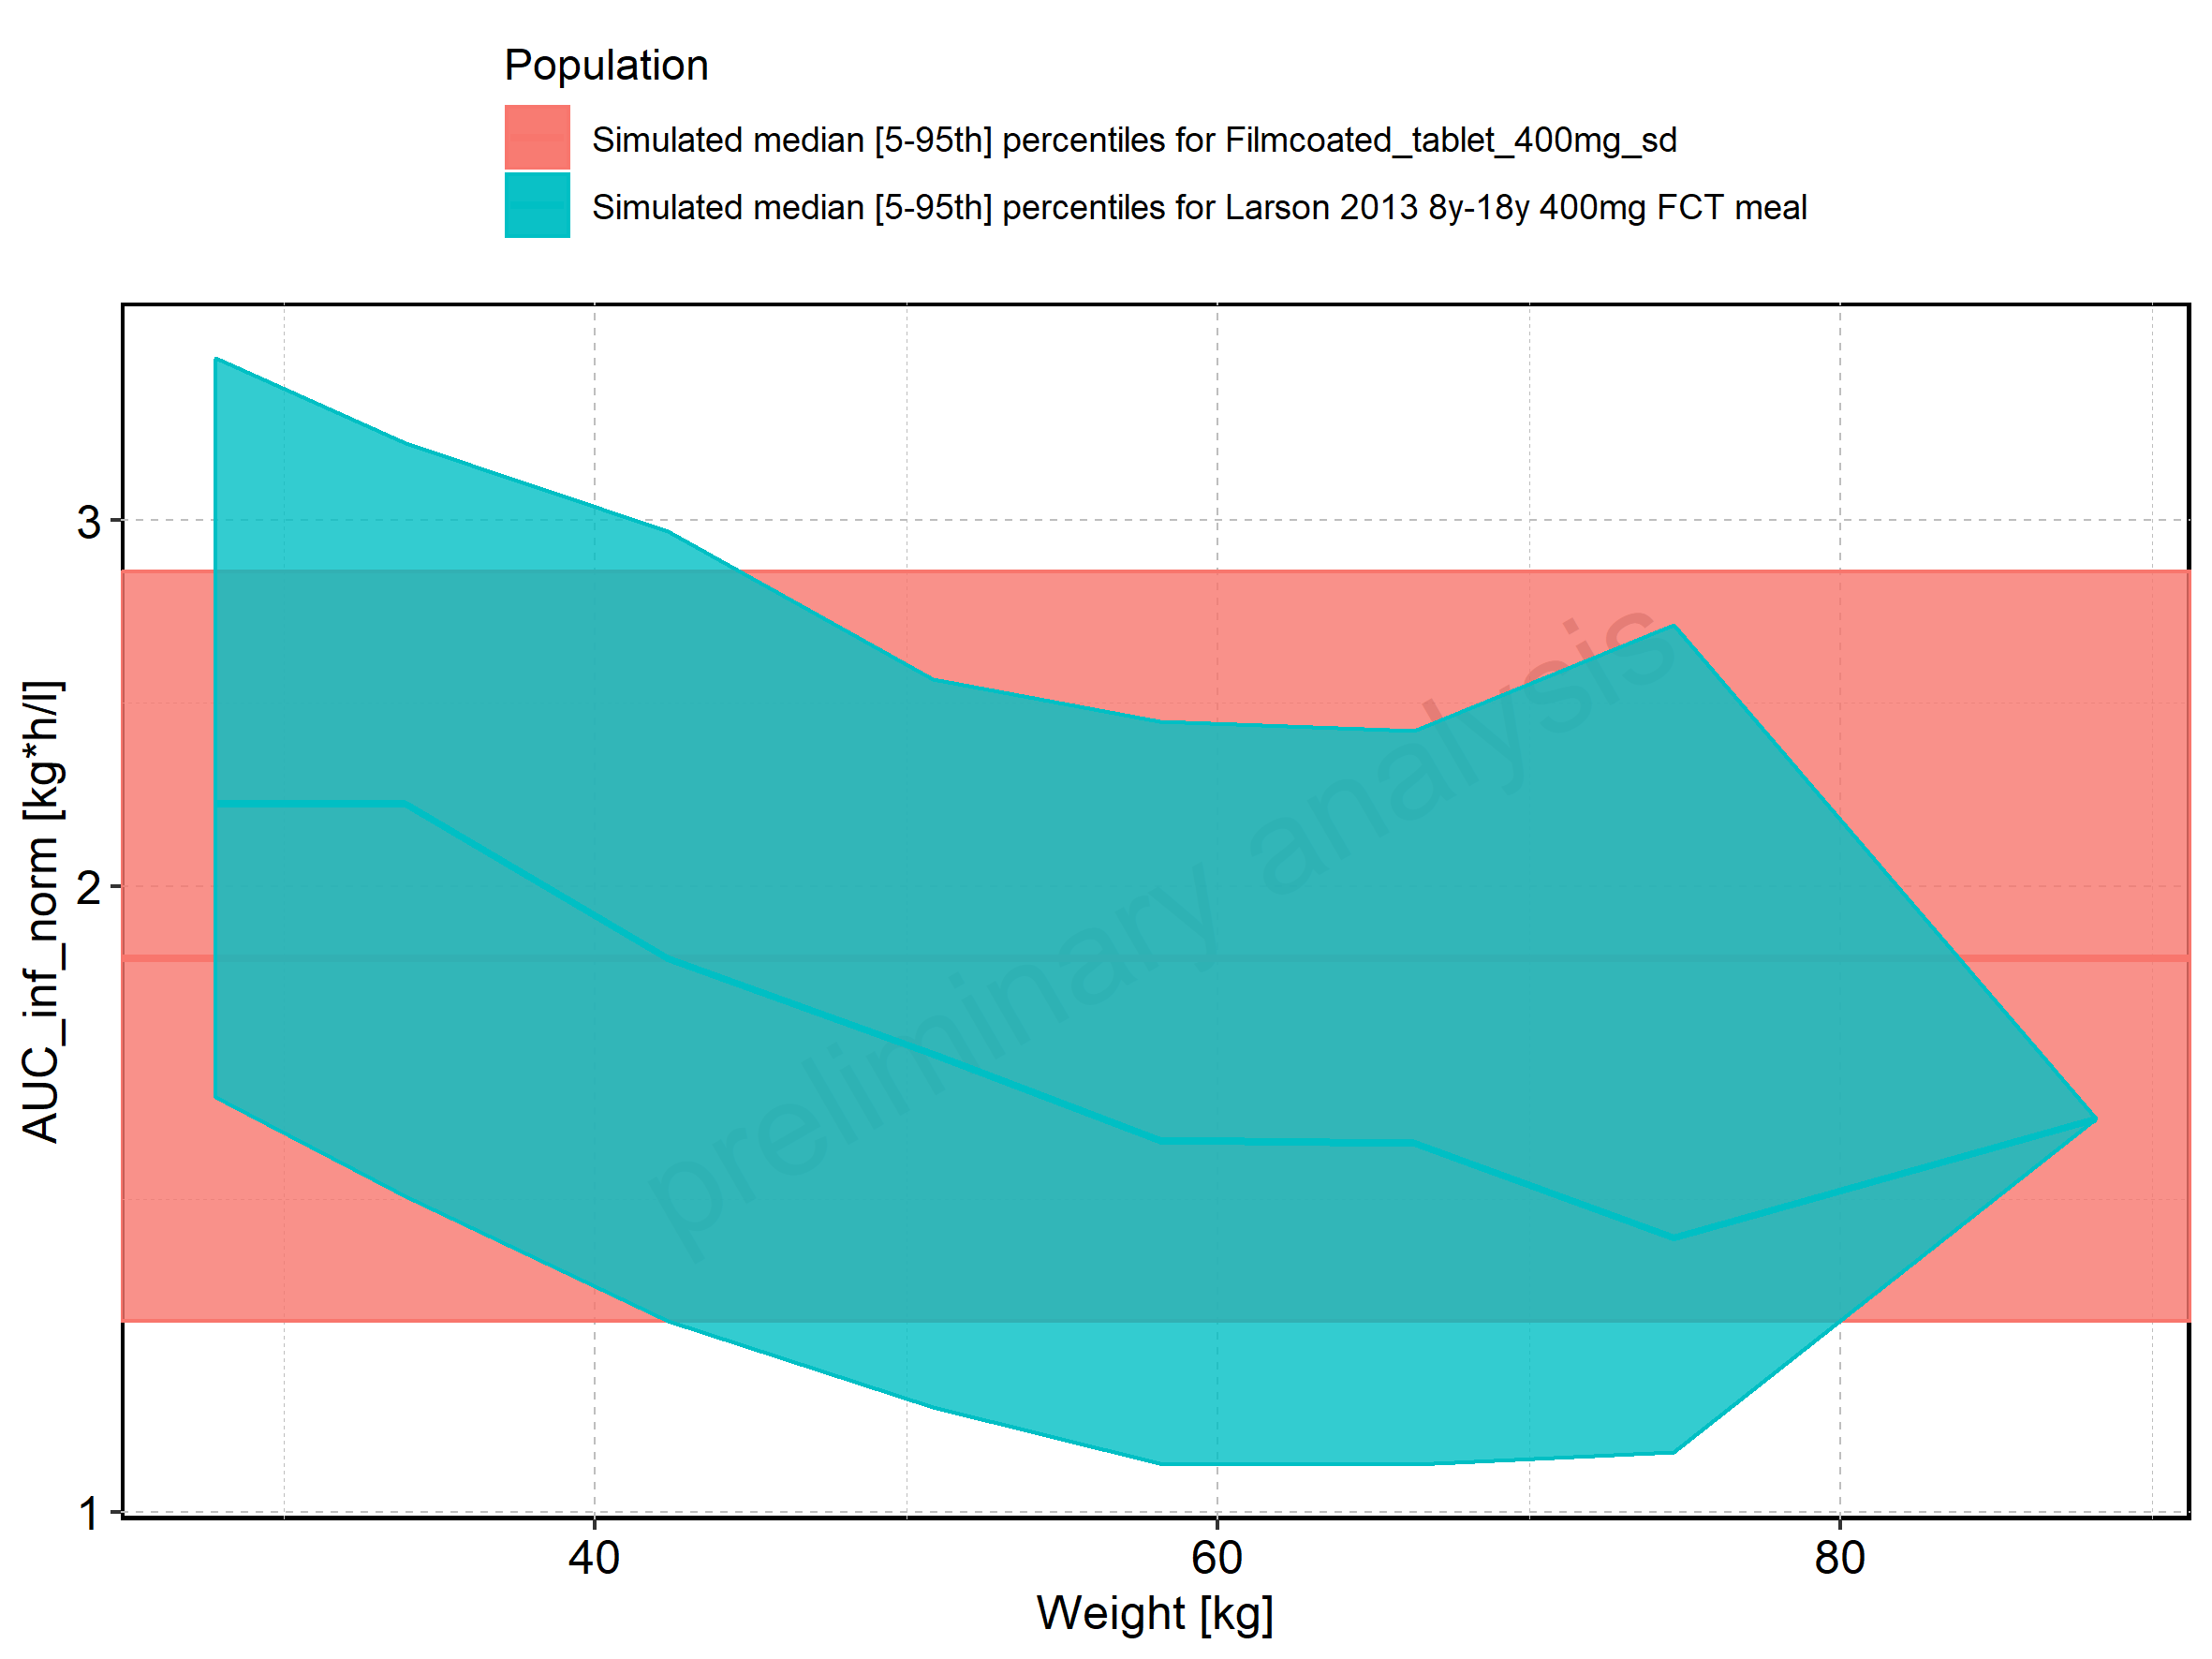 Population
Simulated median [5-95th] percentiles for Filmcoated_tablet_400mg_sd
Simulated median [5-95th] percentiles for Larson 2013 8y-18y 400mg FCT meal
3
2
1
AUC_inf_norm [kg*h/l]
preliminary analysis
40 60 80
Weight [kg]